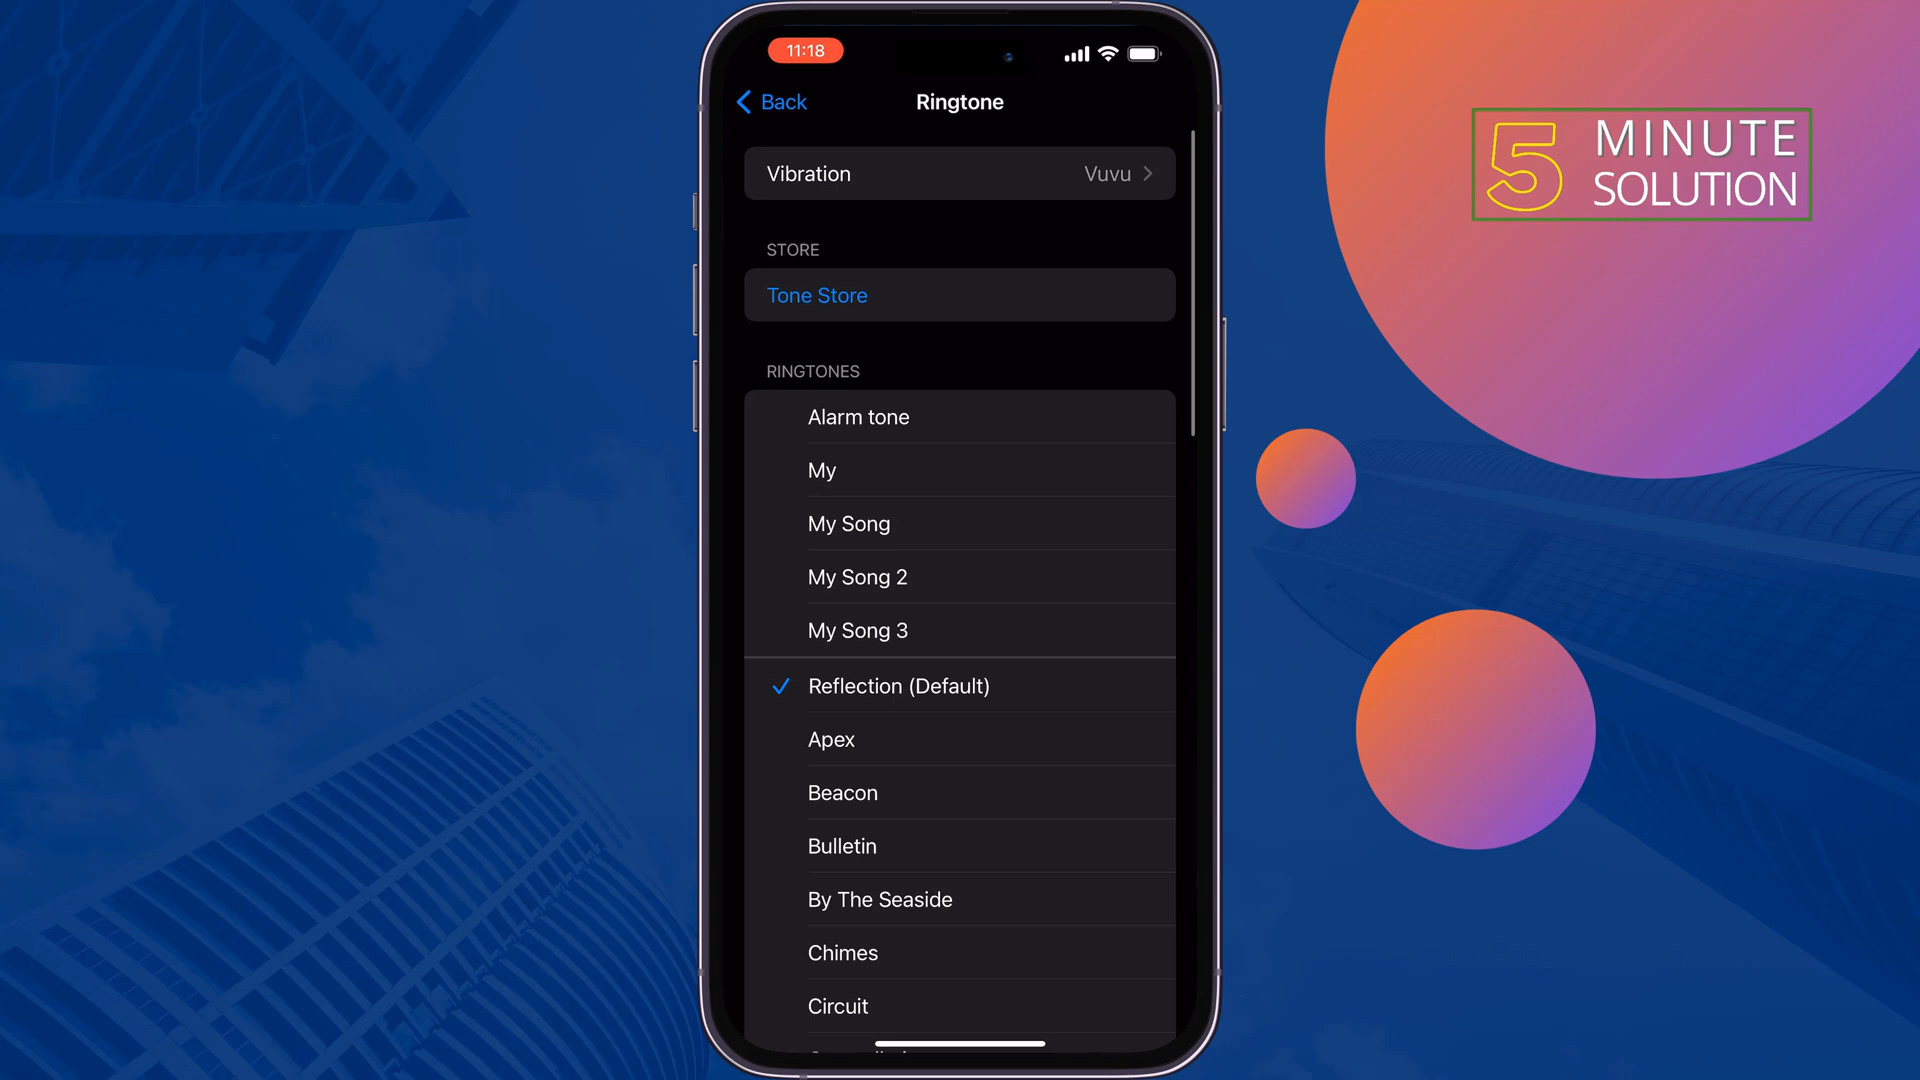 11:18
Back
Ringtone
Vibration Vuvu
STORE
Tone Store
RINGTONES
Alarm tone
My
My Song
My Song 2
My Song 3
Reflection (Default)
Apex
Beacon
Bulletin
By The Seaside
Chimes
Circuit
5 MINUTE
SOLUTION